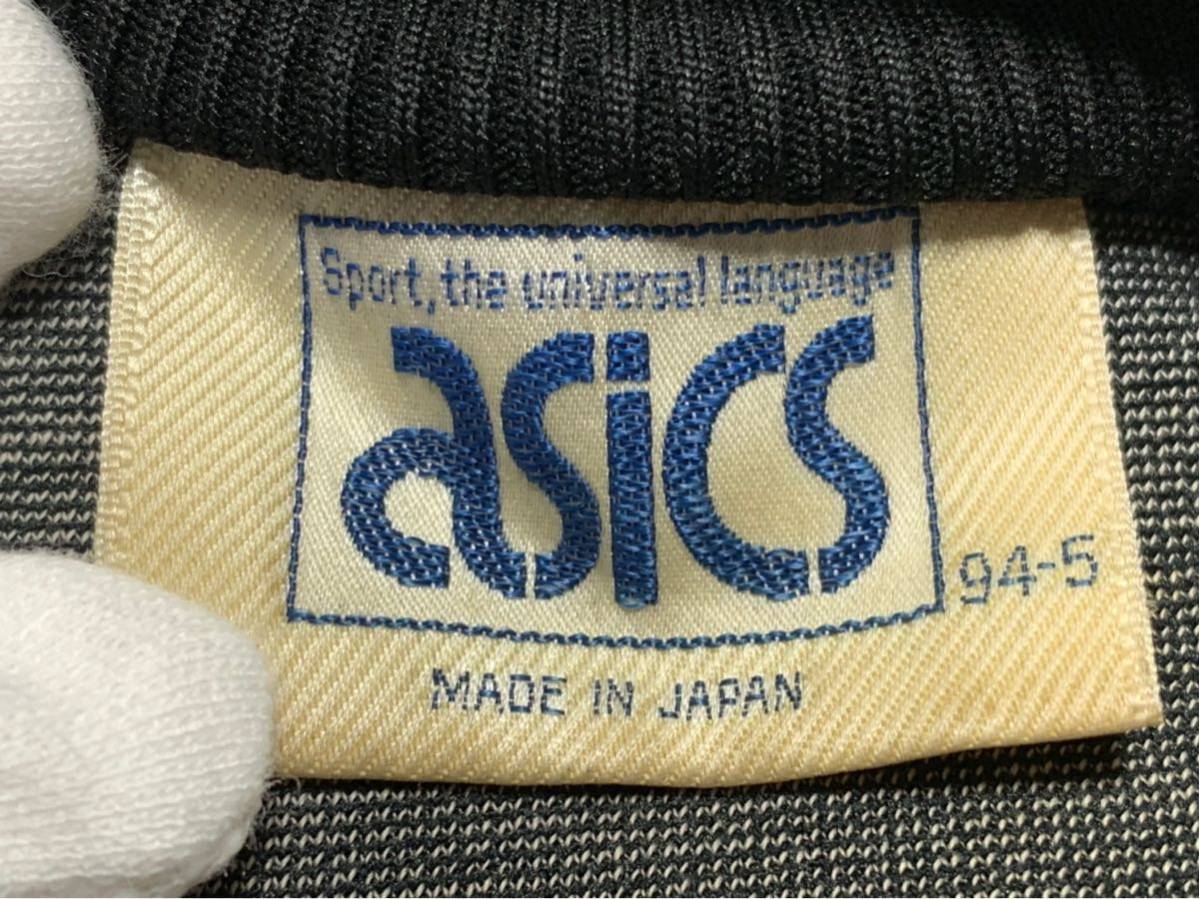 Sport, the universal language
asics
94-5
MADE IN JAPAN